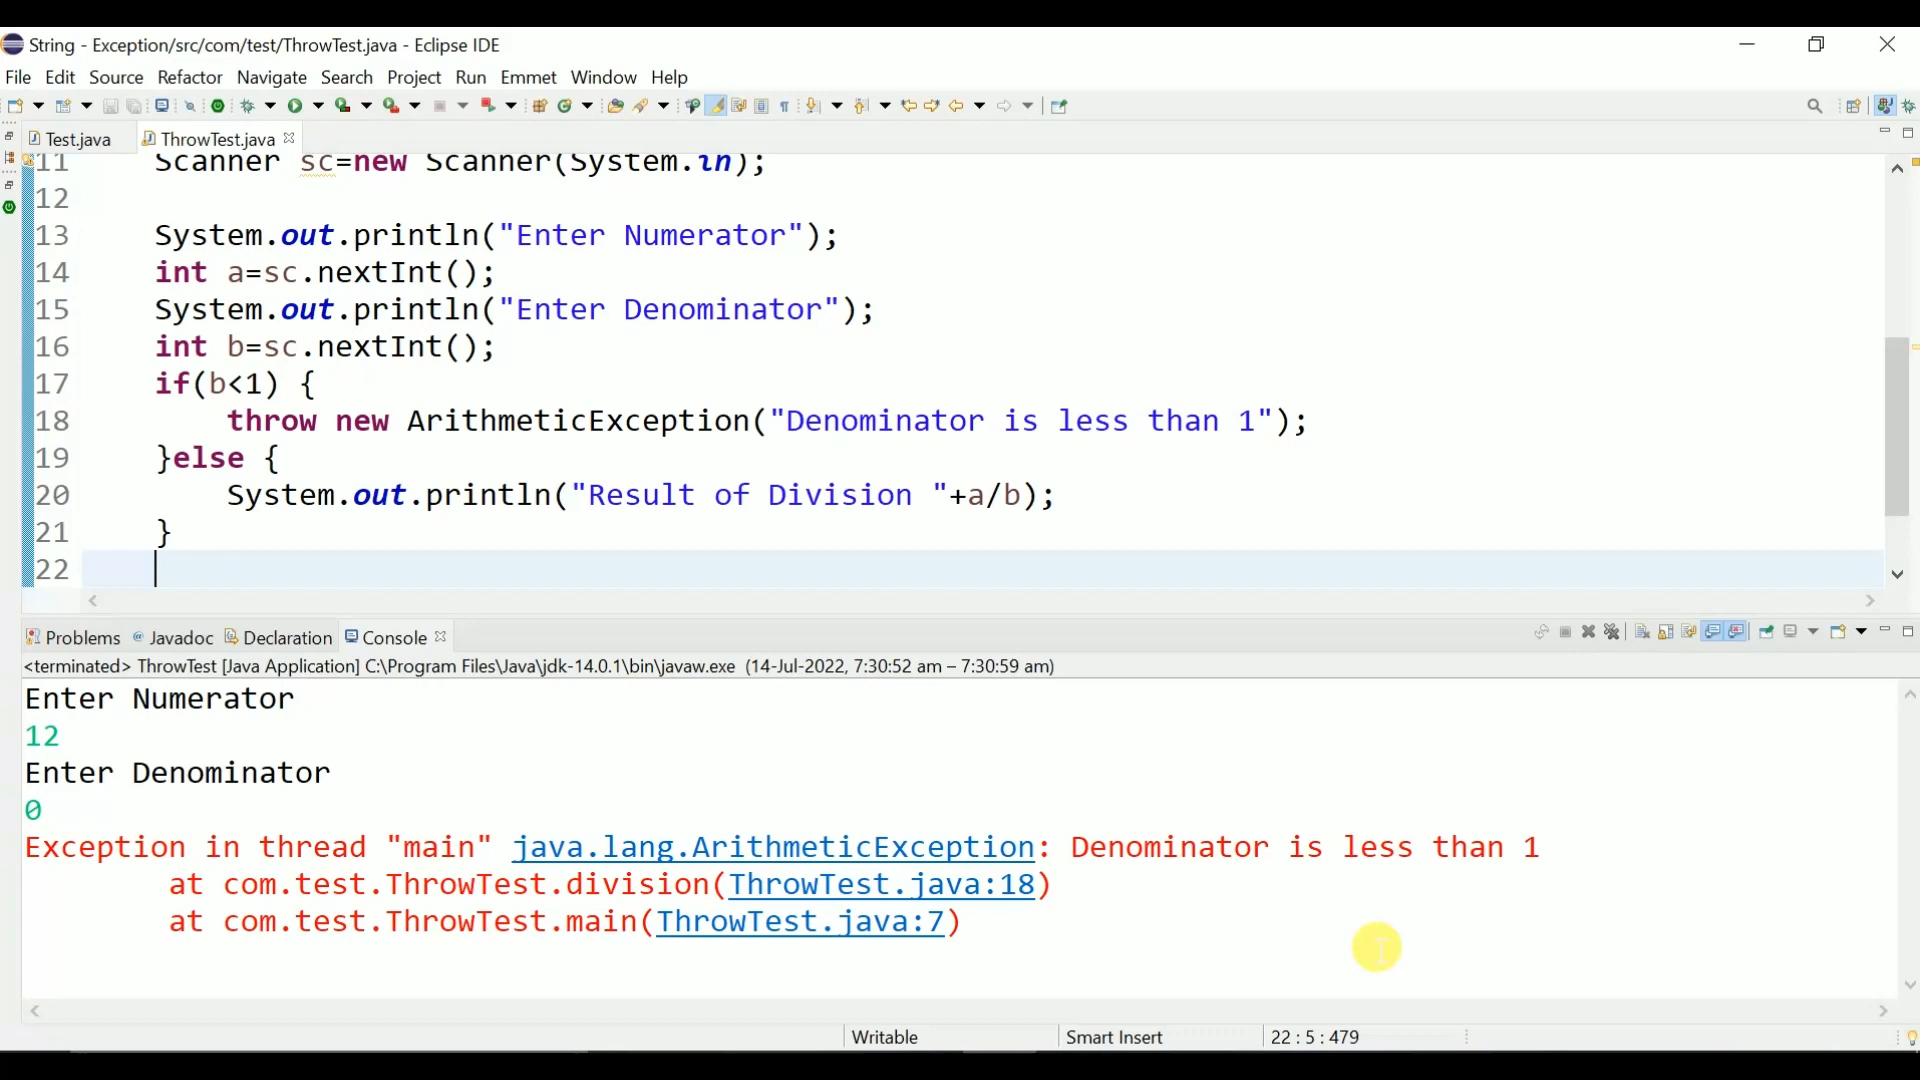 String - Exception/src/com/test/ThrowTest.java - Eclipse IDE
File Edit Source Refactor Navigate Search Project Run Emmet Window Help
Test.java ThrowTest.java
11 Scanner sc=new Scanner(System.in);
12
13 System.out.println("Enter Numerator");
14 int a=sc.nextInt();
15 System.out.println("Enter Denominator");
16 int b=sc.nextInt();
17 if(b<1) {
18 throw new ArithmeticException("Denominator is less than 1");
19 }else {
20 System.out.println("Result of Division "+a/b);
21 }
22
Problems Javadoc Declaration Console
<terminated> ThrowTest [Java Application] C:\Program Files\Java\jdk-14.0.1\bin\javaw.exe (14-Jul-2022, 7:30:52 am – 7:30:59 am)
Enter Numerator
12
Enter Denominator
0
Exception in thread "main" java.lang.ArithmeticException: Denominator is less than 1
at com.test.ThrowTest.division(ThrowTest.java:18)
at com.test.ThrowTest.main(ThrowTest.java:7)
Writable Smart Insert 22 : 5 : 479